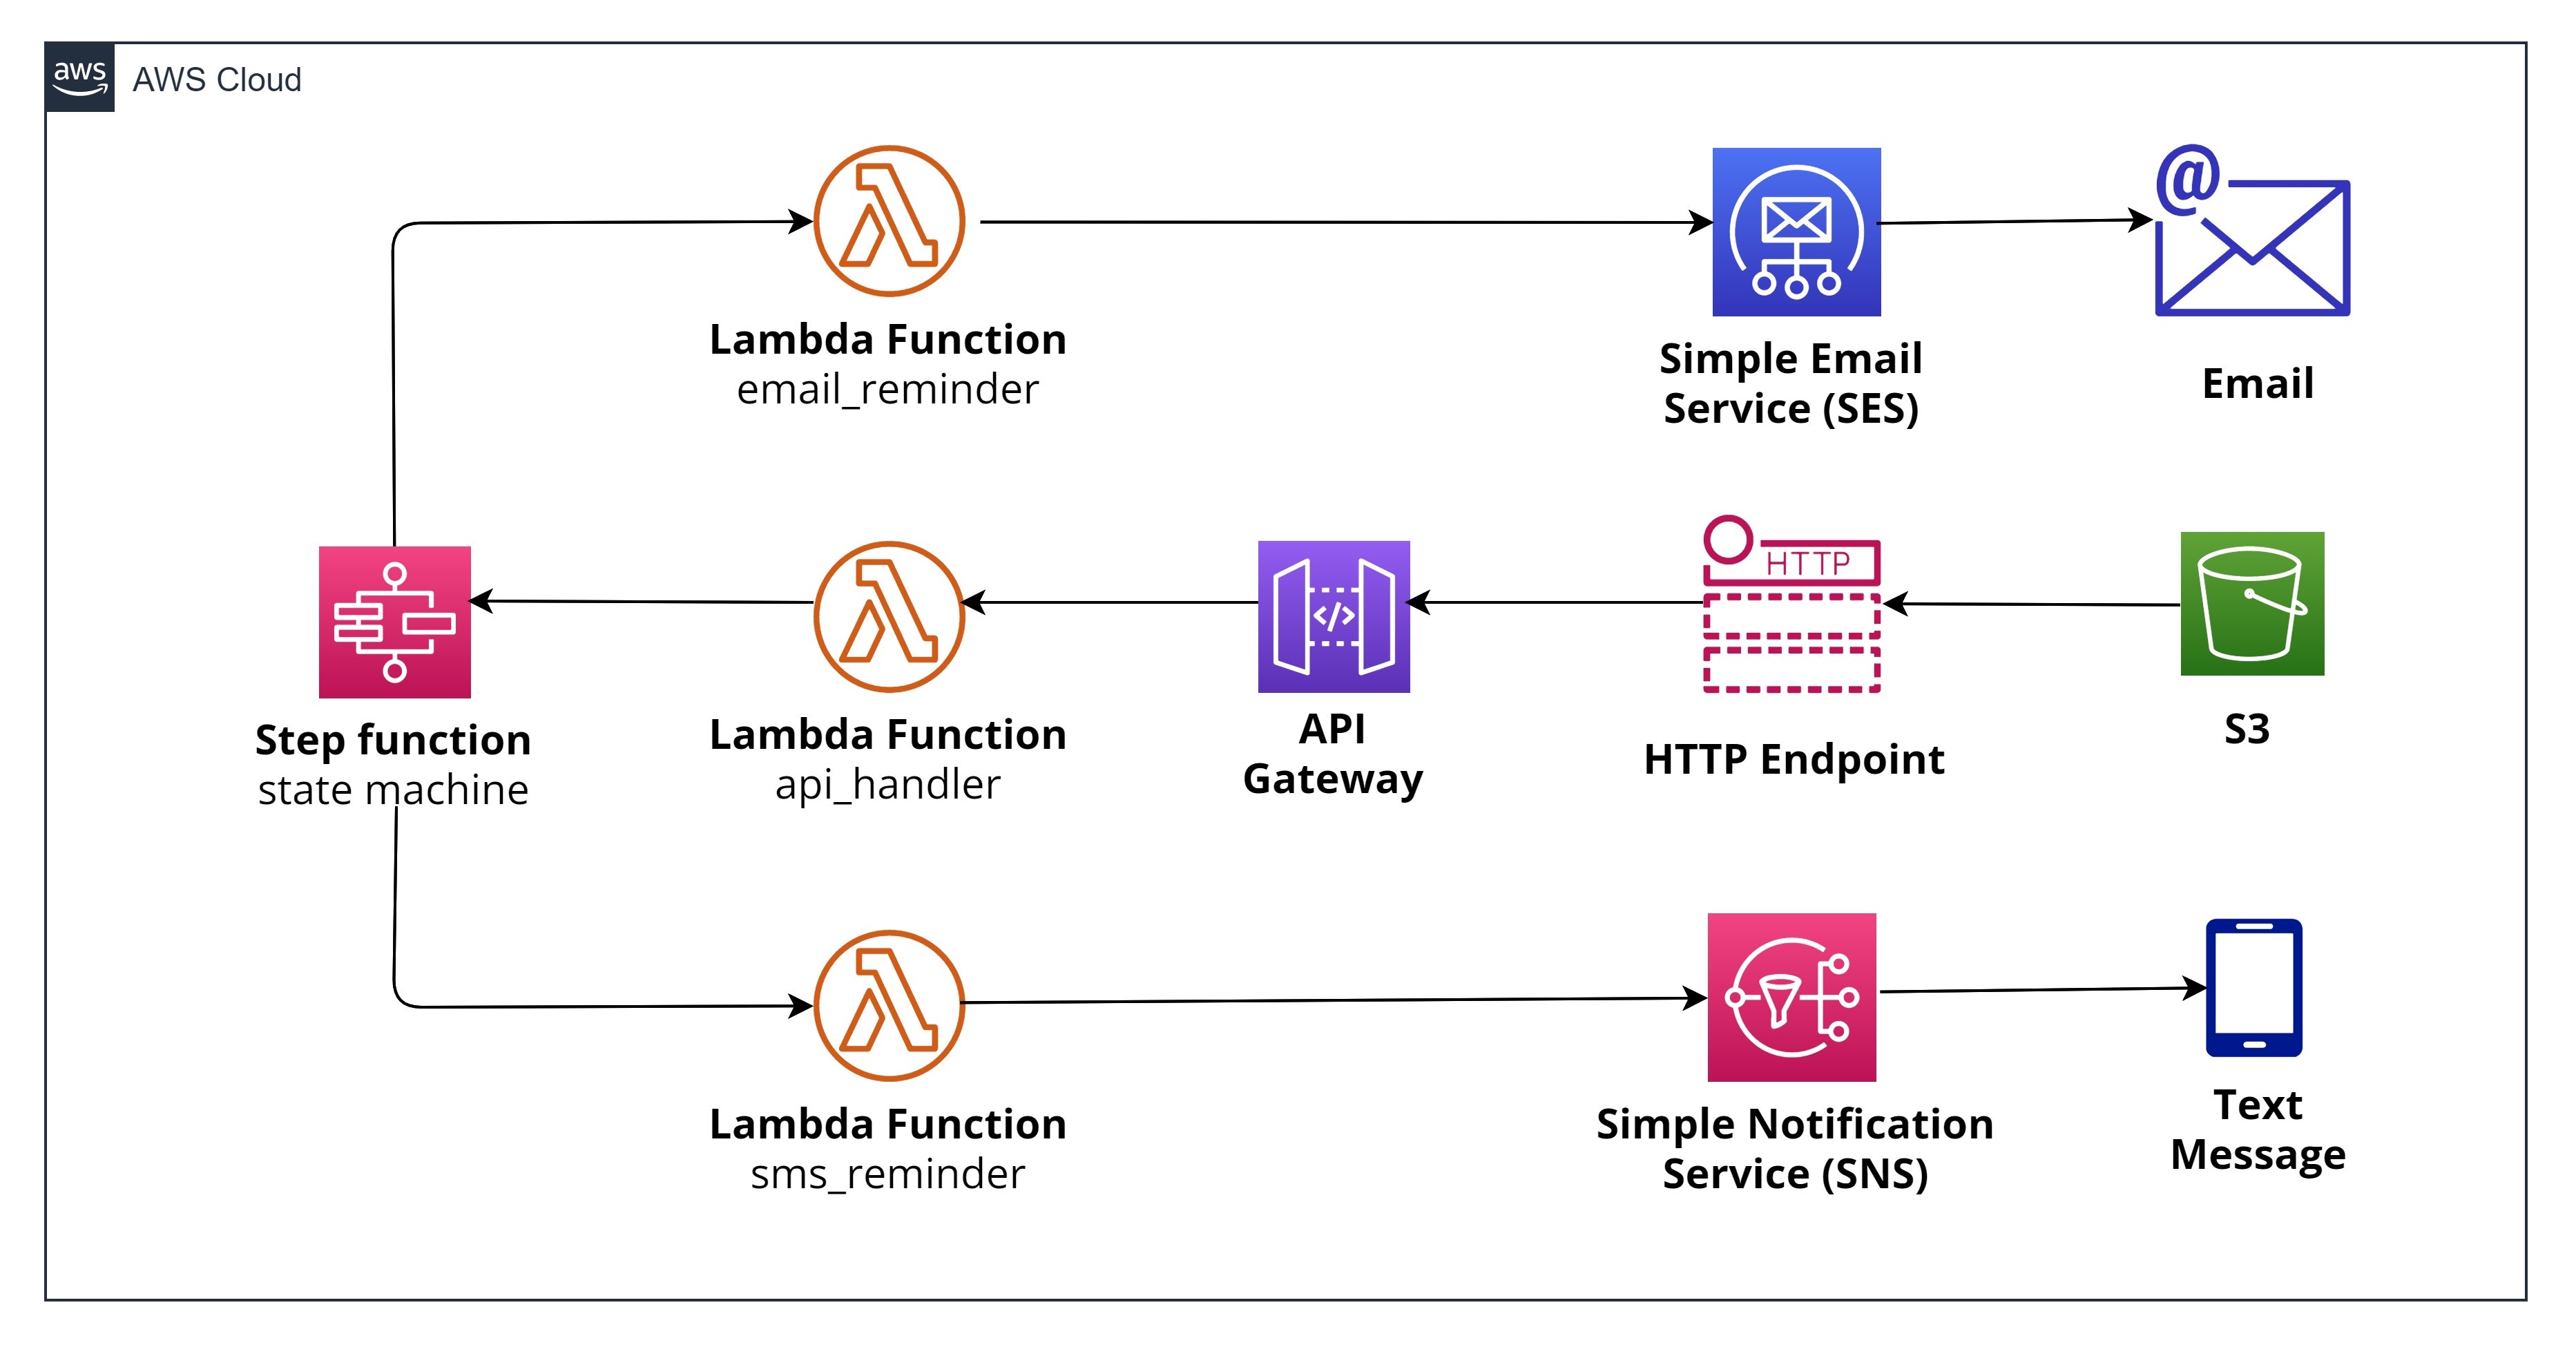 aws
AWS Cloud
Lambda Function
email_reminder
Simple Email
Service (SES)
@
Email
Step function
state machine
Lambda Function
api_handler
</>
API
Gateway
HTTP
HTTP Endpoint
S3
Lambda Function
sms_reminder
Simple Notification
Service (SNS)
Text
Message